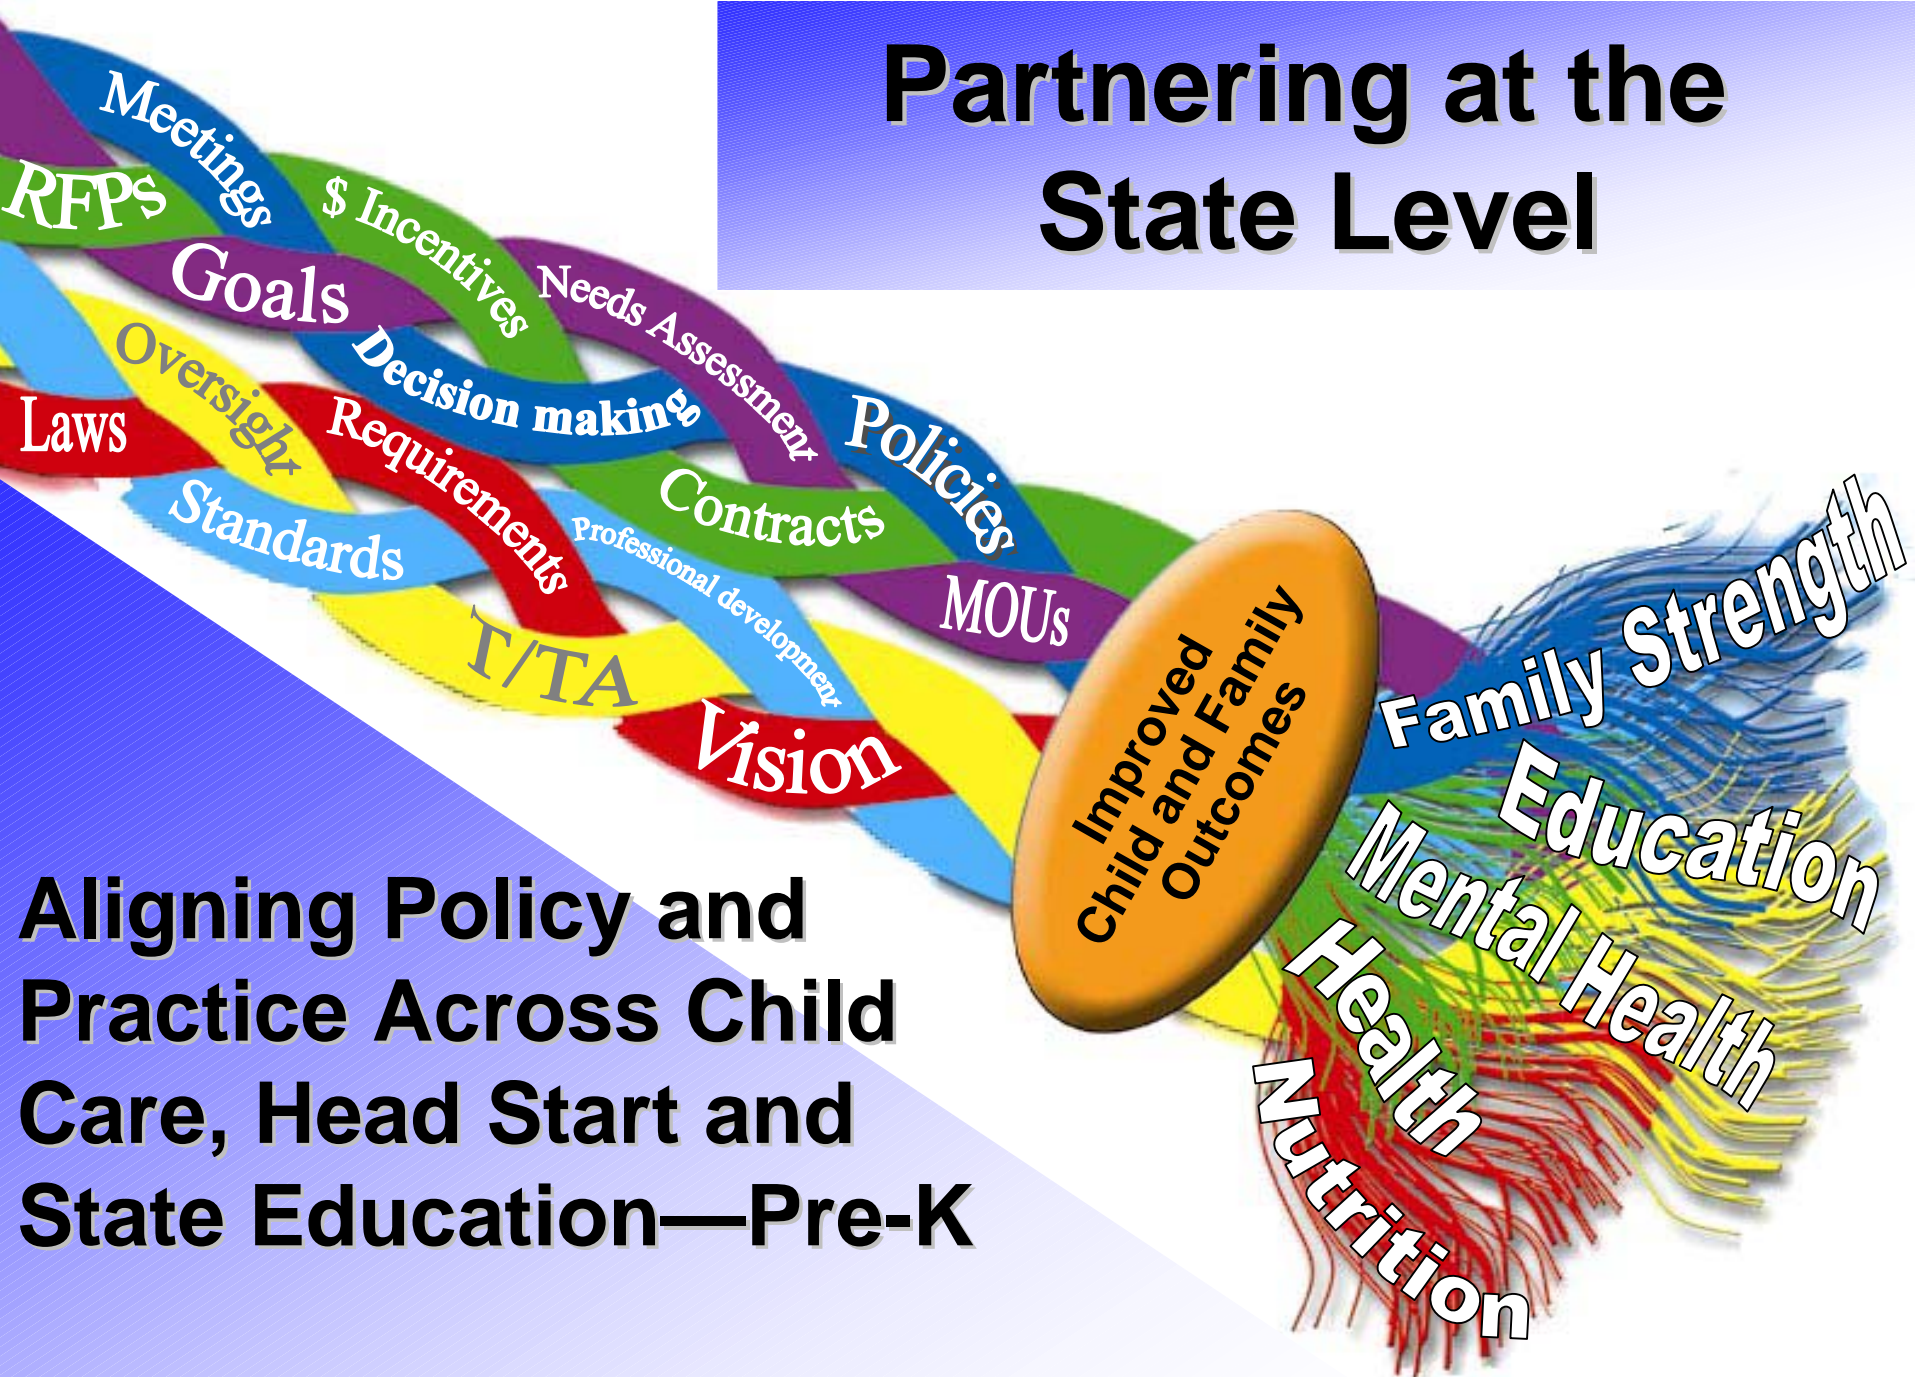 Partnering at the
State Level
Meetings
RFPs
$ Incentives
Goals
Needs Assessment
Oversight
Decision making
Laws
Requirements
Policies
Standards
Contracts
Professional development
MOUs
T/TA
Vision
Improved
Child and Family
Outcomes
Family Strength
Education
Mental Health
Health
Nutrition
Aligning Policy and
Practice Across Child
Care, Head Start and
State Education—Pre-K